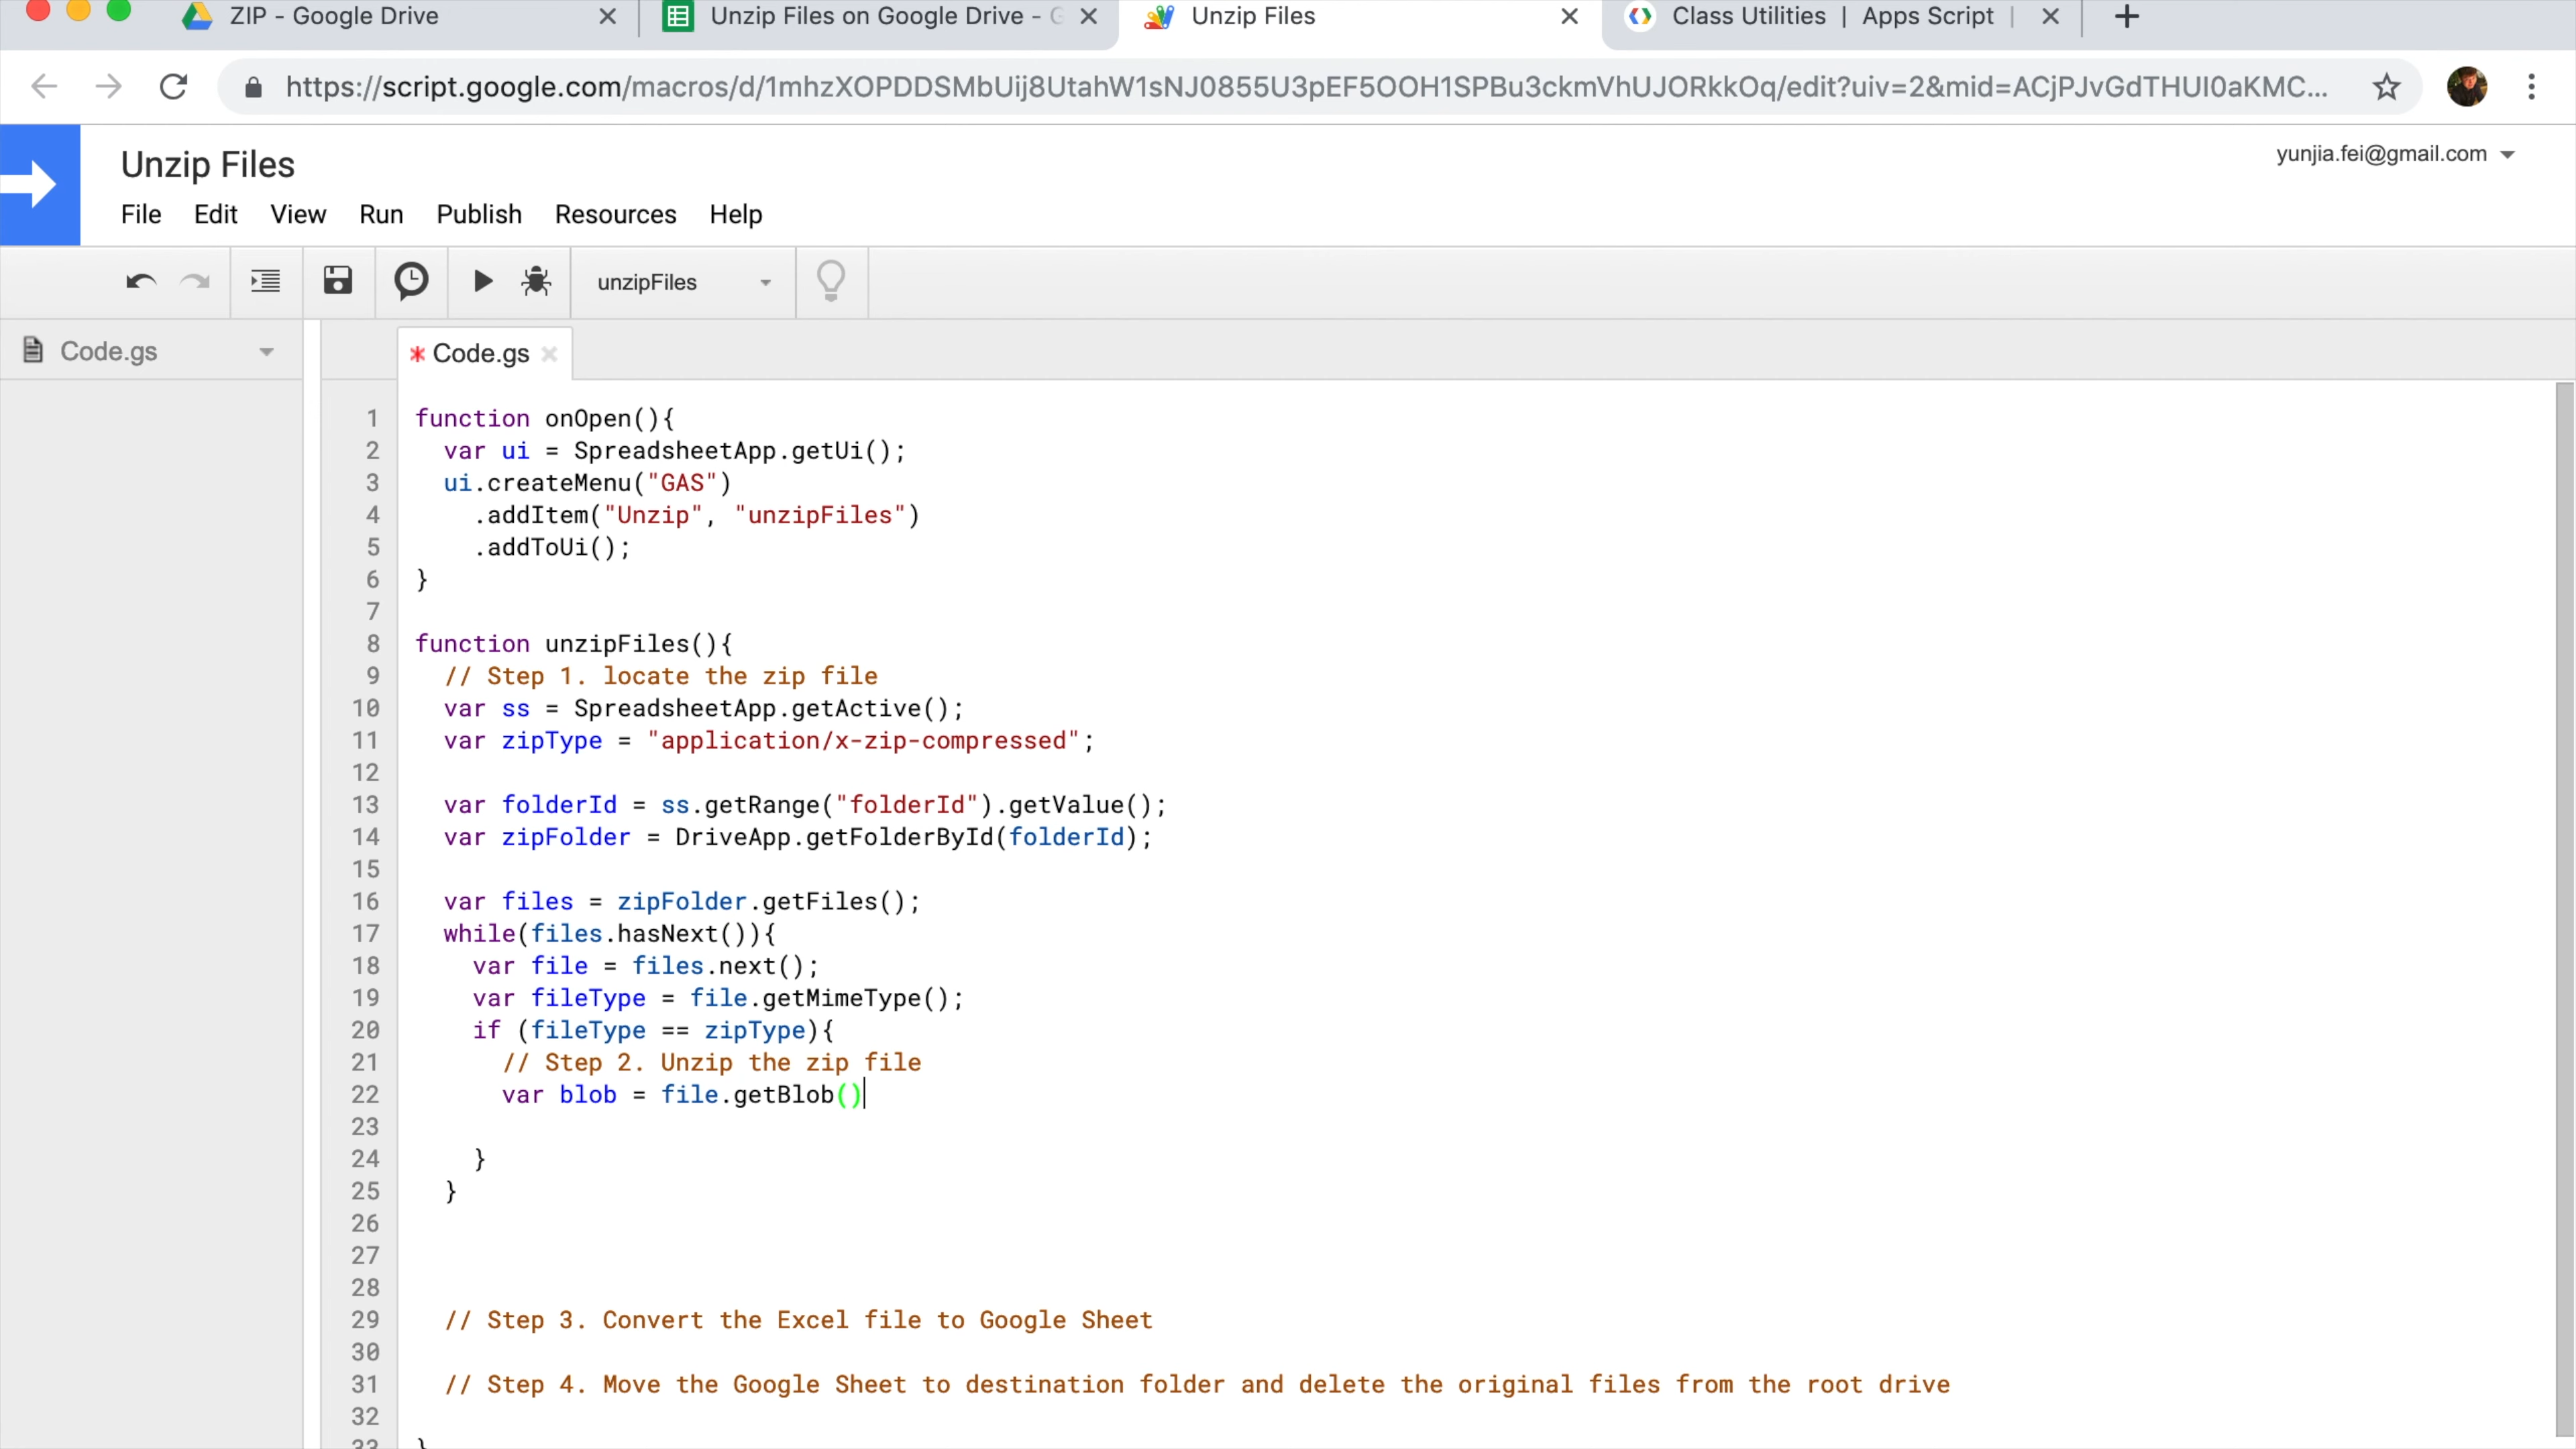 ZIP - Google Drive
Unzip Files on Google Drive -
Unzip Files
Class Utilities | Apps Script |
https://script.google.com/macros/d/1mhzXOPDDSMbUij8UtahW1sNJ0855U3pEF5OOH1SPBu3ckmVhUJORkkOq/edit?uiv=2&mid=ACjPJvGdTHUI0aKMC...
Unzip Files
yunjia.fei@gmail.com
File Edit View Run Publish Resources Help
unzipFiles
Code.gs
* Code.gs
1 function onOpen(){
2 var ui = SpreadsheetApp.getUi();
3 ui.createMenu("GAS")
4 .addItem("Unzip", "unzipFiles")
5 .addToUi();
6 }
7
8 function unzipFiles(){
9 // Step 1. locate the zip file
10 var ss = SpreadsheetApp.getActive();
11 var zipType = "application/x-zip-compressed";
12
13 var folderId = ss.getRange("folderId").getValue();
14 var zipFolder = DriveApp.getFolderById(folderId);
15
16 var files = zipFolder.getFiles();
17 while(files.hasNext()){
18 var file = files.next();
19 var fileType = file.getMimeType();
20 if (fileType == zipType){
21 // Step 2. Unzip the zip file
22 var blob = file.getBlob()
23
24 }
25 }
26
27
28
29 // Step 3. Convert the Excel file to Google Sheet
30
31 // Step 4. Move the Google Sheet to destination folder and delete the original files from the root drive
32
33 }